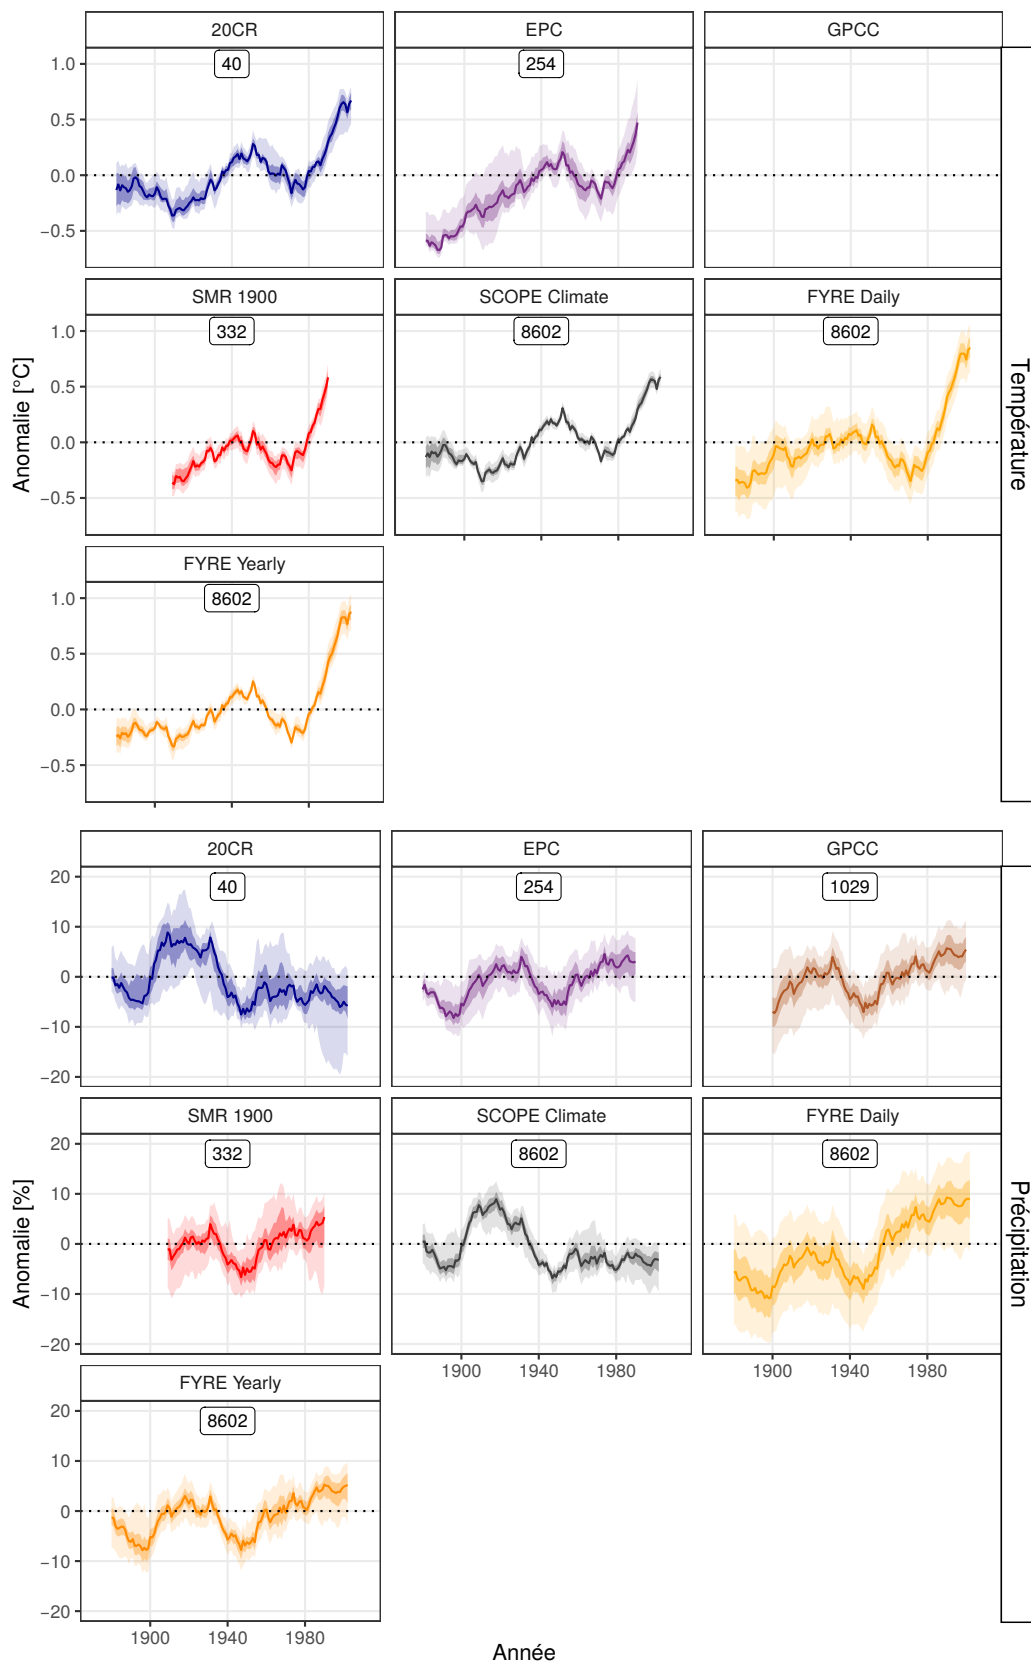 20CR EPC GPCC
40 254
1.0
0.5
0.0
−0.5
SMR 1900 SCOPE Climate FYRE Daily
332 8602 8602
1.0
0.5
0.0
−0.5
Anomalie [°C]
Température
FYRE Yearly
8602
1.0
0.5
0.0
−0.5
20CR EPC GPCC
40 254 1029
20
10
0
−10
−20
SMR 1900 SCOPE Climate FYRE Daily
332 8602 8602
20
10
0
−10
−20
Anomalie [%]
Précipitation
1900 1940 1980 1900 1940 1980
FYRE Yearly
8602
20
10
0
−10
−20
1900 1940 1980
Année